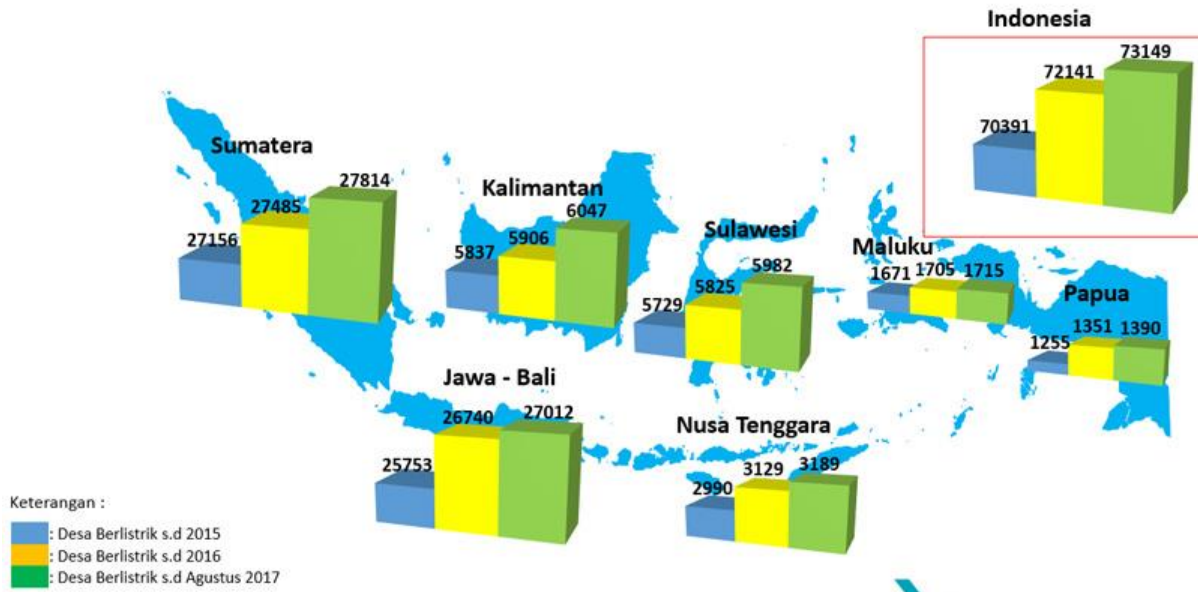 Indonesia
70391
72141
73149
Sumatera
27156
27485
27814
Kalimantan
5837
5906
6047
Sulawesi
5729
5825
5982
Maluku
1671
1705
1715
Papua
1255
1351
1390
Jawa - Bali
25753
26740
27012
Nusa Tenggara
2990
3129
3189
Keterangan :
: Desa Berlistrik s.d 2015
: Desa Berlistrik s.d 2016
: Desa Berlistrik s.d Agustus 2017